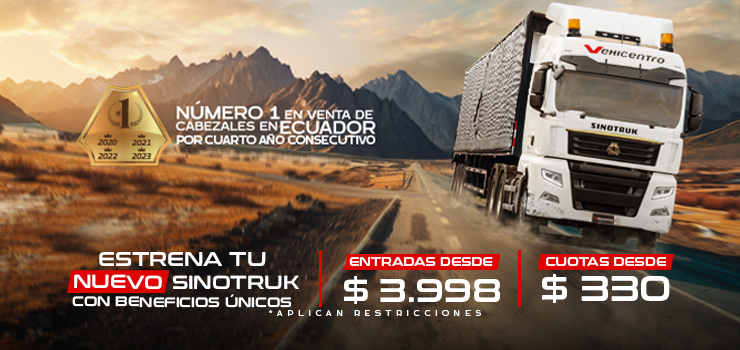 VEHICENTRO
SINOTRUK
#1
2020 2021
2022 2023
NÚMERO 1 EN VENTA DE
CABEZALES EN ECUADOR
POR CUARTO AÑO CONSECUTIVO
ESTRENA TU
NUEVO SINOTRUK
CON BENEFICIOS ÚNICOS
ENTRADAS DESDE
$ 3.998
CUOTAS DESDE
$ 330
*APLICAN RESTRICCIONES